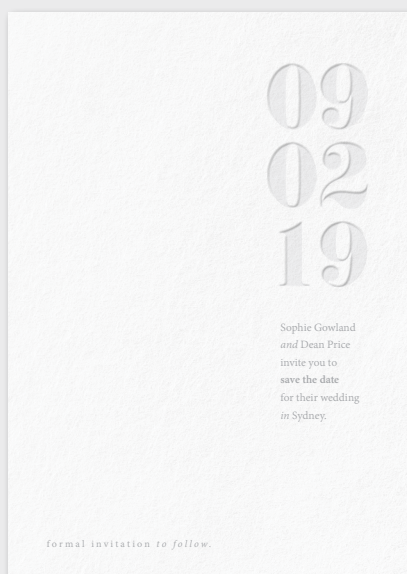 09
02
19
Sophie Gowland
and Dean Price
invite you to
save the date
for their wedding
in Sydney.
formal invitation to follow.